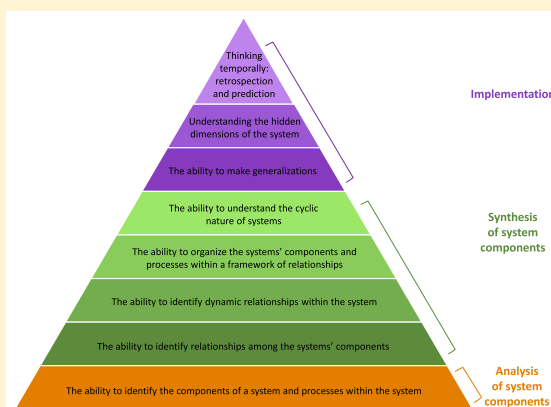 Thinking
temporally:
retrospection
and prediction
Implementation
Understanding the hidden
dimensions of the system
The ability to make generalizations
The ability to understand the cyclic
nature of systems
Synthesis
of system
components
The ability to organize the systems' components and
processes within a framework of relationships
The ability to identify dynamic relationships within the system
The ability to identify relationships among the systems' components
Analysis
of system
components
The ability to identify the components of a system and processes within the system